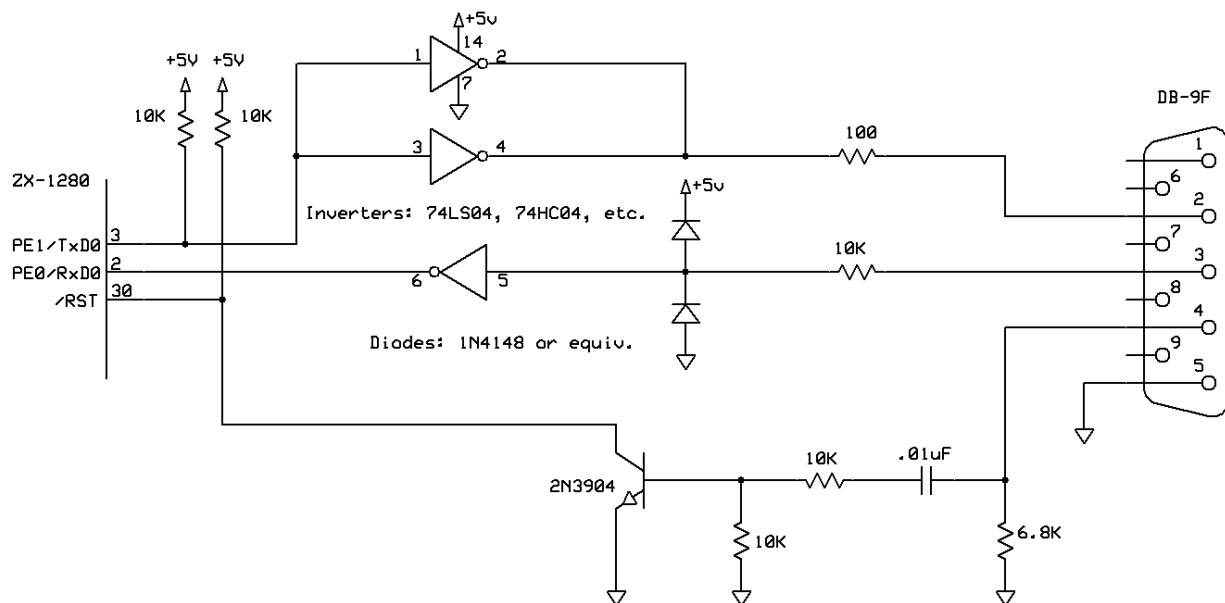 +5v
14
1
2
7
+5V
+5V
10K
10K
DB-9F
3
4
100
1
6
ZX-1280
+5v
2
Inverters: 74LS04, 74HC04, etc.
PE1/TxD0
3
7
10K
3
PE0/RxD0
2
6
5
/RST
30
8
4
Diodes: 1N4148 or equiv.
9
5
10K
.01uF
2N3904
10K
6.8K